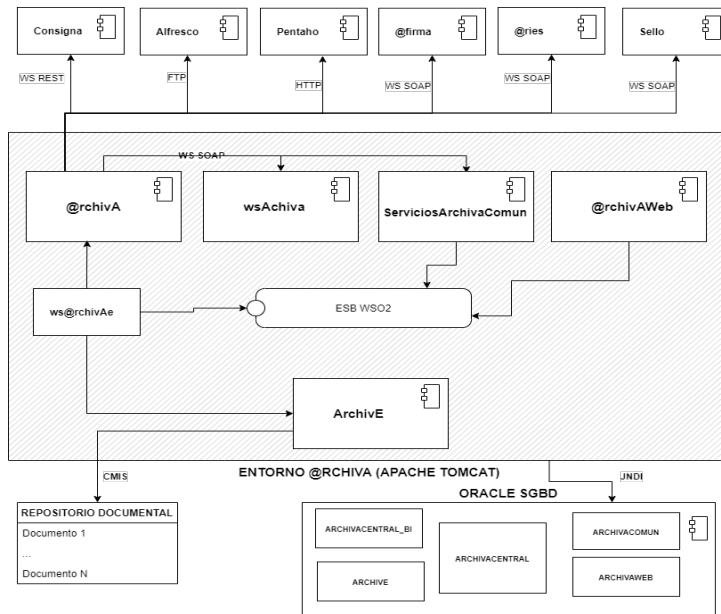 Consigna
Alfresco
Pentaho
@firma
@ries
Sello
WS REST
FTP
HTTP
WS SOAP
WS SOAP
WS SOAP
WS SOAP
@rchivA
wsAchiva
ServiciosArchivaComun
@rchivAWeb
ws@rchivAe
ESB WSO2
ArchivE
CMIS
ENTORNO @RCHIVA (APACHE TOMCAT)
JNDI
ORACLE SGBD
REPOSITORIO DOCUMENTAL
Documento 1
...
Documento N
ARCHIVACENTRAL_BI
ARCHIVACENTRAL
ARCHIVACOMUN
ARCHIVE
ARCHIVAWEB